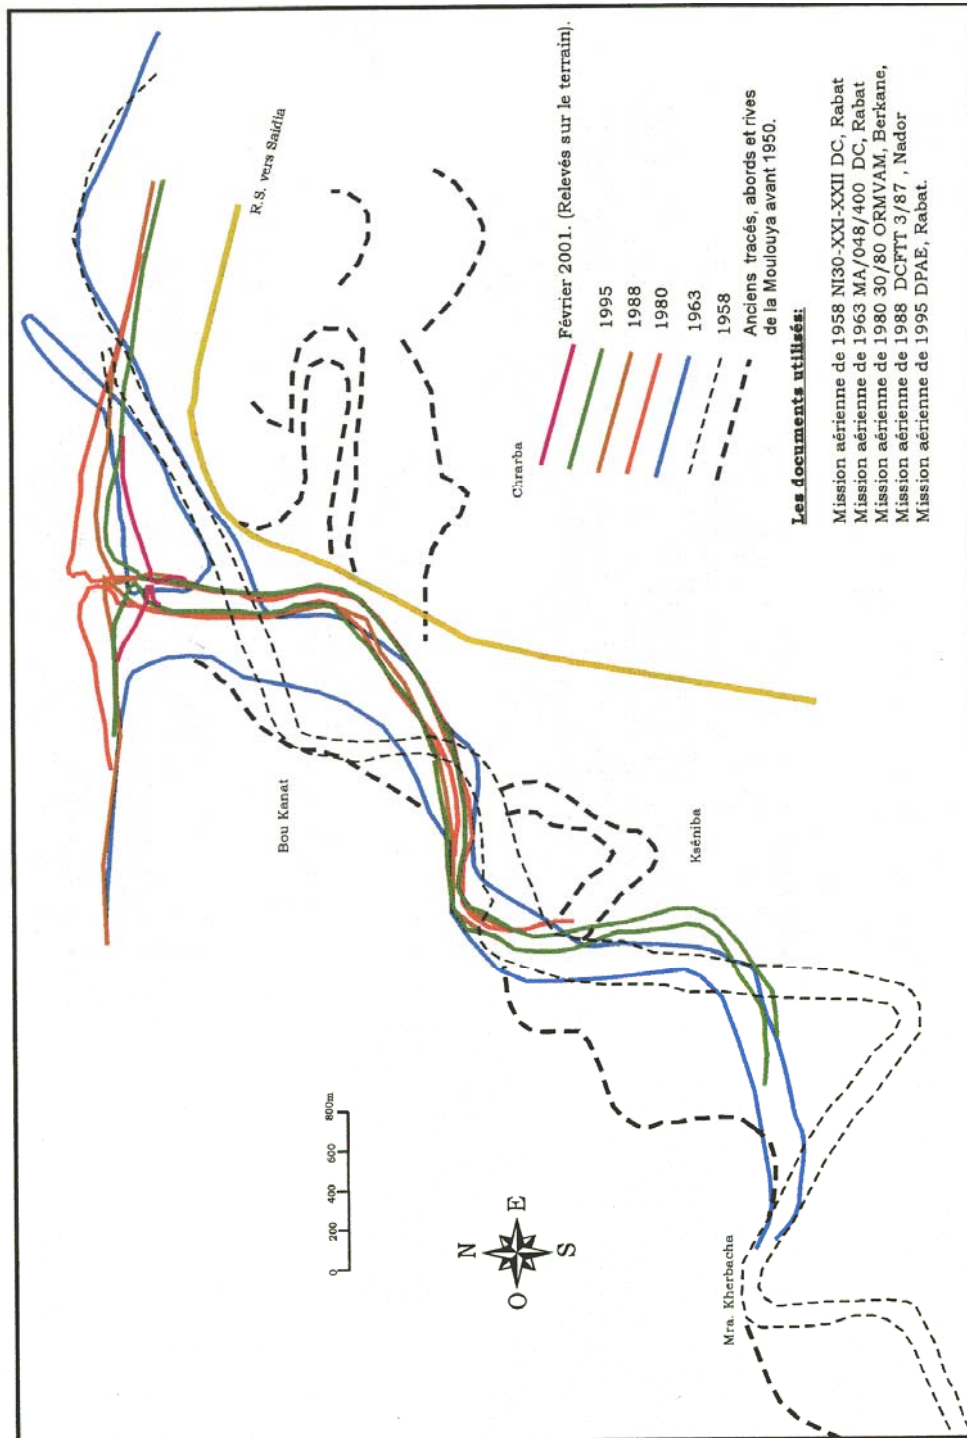 R.S. vers Saidia
Bou Kanat
Chrarba
Kséniba
Mra. Kherbacha
0 200 400 600 800m
N
O E
S
Février 2001. (Relevés sur le terrain).
1995
1988
1980
1963
1958
Anciens tracés, abords et rives
de la Moulouya avant 1950.
Les documents utilisés:
Mission aérienne de 1958 NI30-XXI-XXII DC, Rabat
Mission aérienne de 1963 MA/048/400 DC, Rabat
Mission aérienne de 1980 30/80 ORMVAM, Berkane,
Mission aérienne de 1988 DCFTT 3/87 , Nador
Mission aérienne de 1995 DPAE, Rabat.